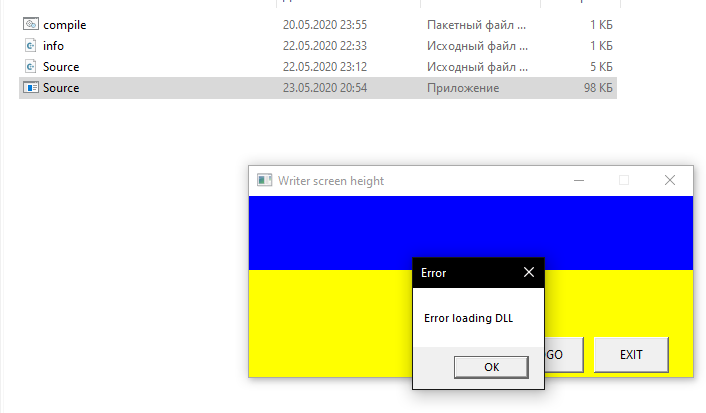 compile 20.05.2020 23:55 Пакетный файл ... 1 КБ
info 22.05.2020 22:33 Исходный файл ... 1 КБ
Source 22.05.2020 23:12 Исходный файл ... 5 КБ
Source 23.05.2020 20:54 Приложение 98 КБ
Writer screen height
Error
Error loading DLL
OK
GO EXIT